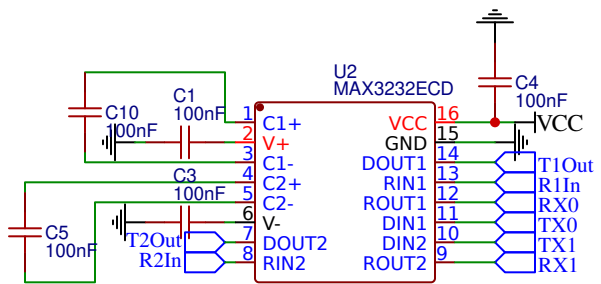 U2
MAX3232ECD
C4
100nF
C1
100nF
C10
100nF
1 C1+ VCC 16 VCC
2 V+ GND 15
3 C1- DOUT1 14 T1Out
C3
100nF
4 C2+ RIN1 13 R1In
5 C2- ROUT1 12 RX0
6 V- DIN1 11 TX0
C5
100nF
T2Out 7 DOUT2 DIN2 10 TX1
R2In 8 RIN2 ROUT2 9 RX1